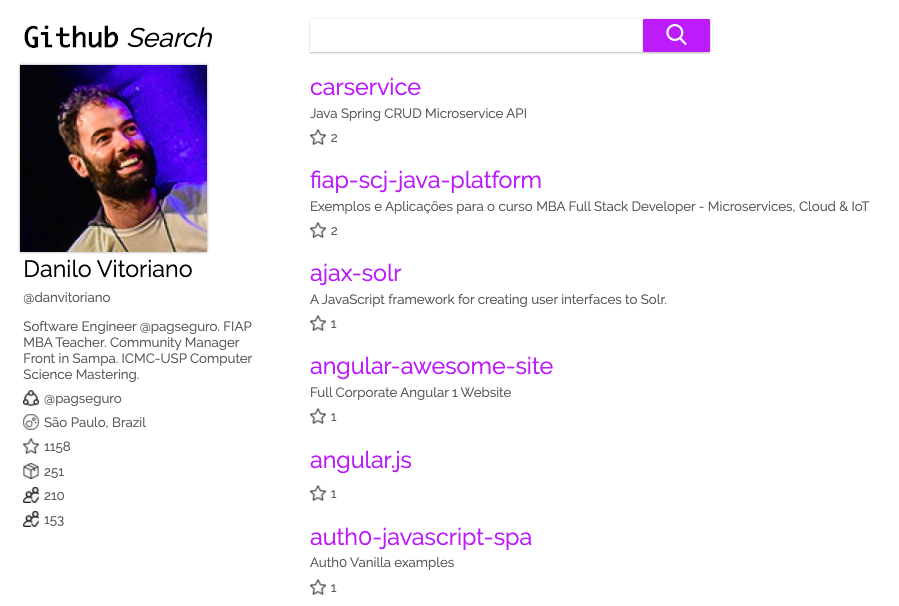 Github Search
Danilo Vitoriano
@danvitoriano
Software Engineer @pagseguro. FIAP
MBA Teacher. Community Manager
Front in Sampa. ICMC-USP Computer
Science Mastering.
@pagseguro
São Paulo, Brazil
1158
251
210
153
carservice
Java Spring CRUD Microservice API
2
fiap-scj-java-platform
Exemplos e Aplicações para o curso MBA Full Stack Developer - Microservices, Cloud & IoT
2
ajax-solr
A JavaScript framework for creating user interfaces to Solr.
1
angular-awesome-site
Full Corporate Angular 1 Website
1
angular.js
1
auth0-javascript-spa
Auth0 Vanilla examples
1